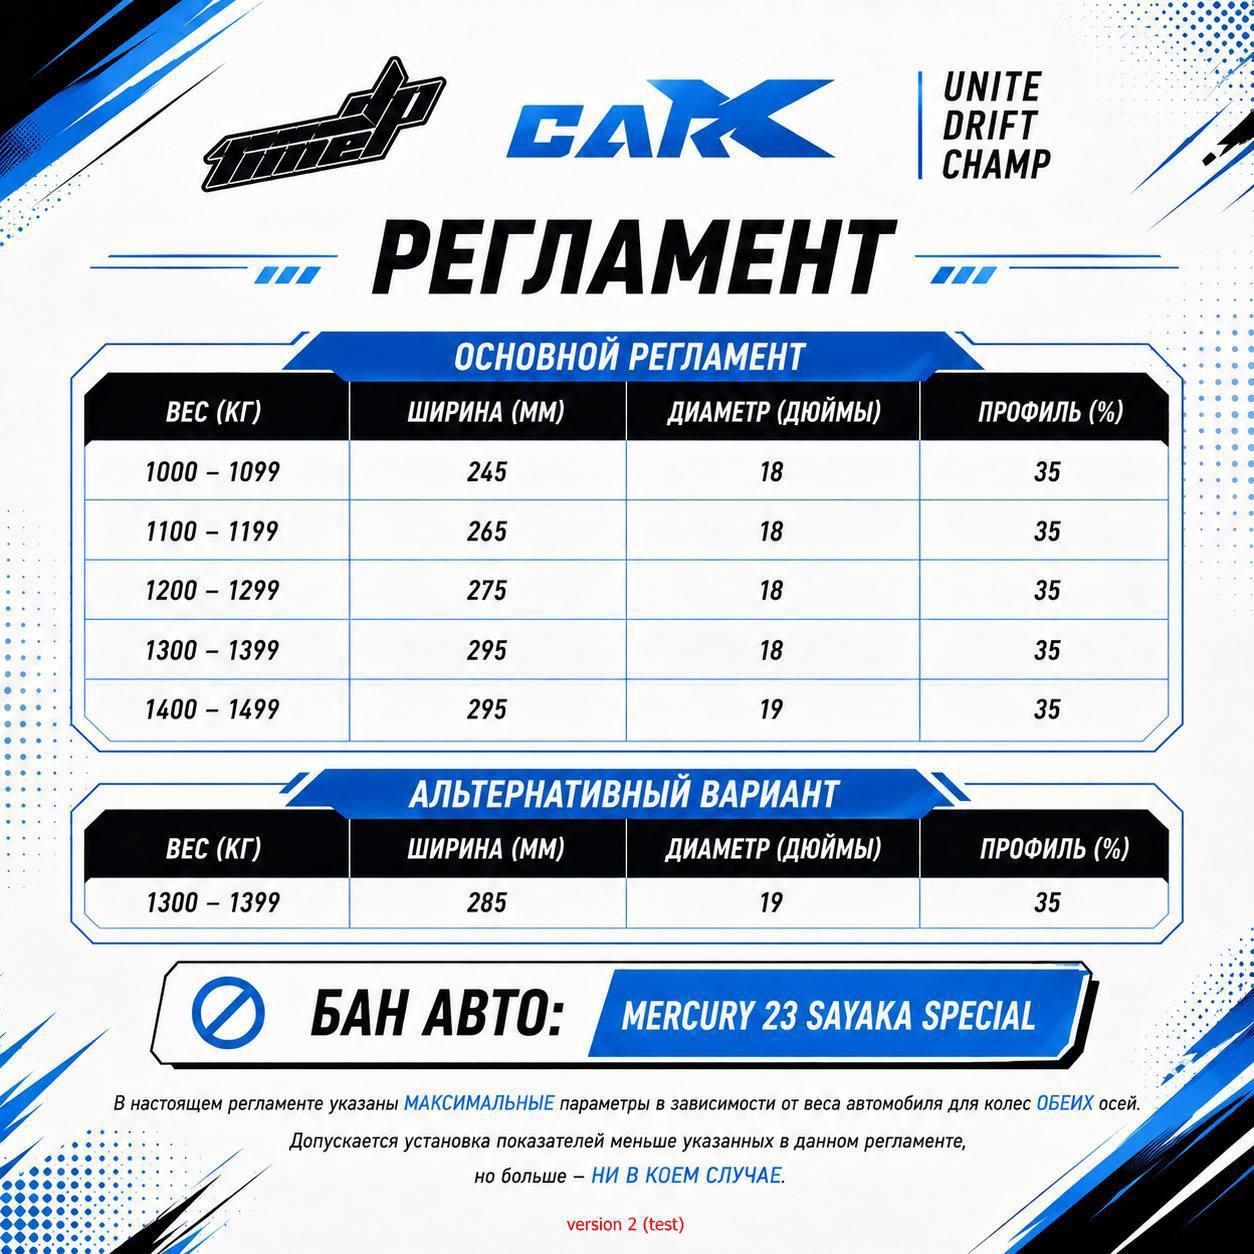 CARX
UNITE
DRIFT
CHAMP
РЕГЛАМЕНТ
ОСНОВНОЙ РЕГЛАМЕНТ
ВЕС (КГ) ШИРИНА (ММ) ДИАМЕТР (ДЮЙМЫ) ПРОФИЛЬ (%)
1000 – 1099 245 18 35
1100 – 1199 265 18 35
1200 – 1299 275 18 35
1300 – 1399 295 18 35
1400 – 1499 295 19 35
АЛЬТЕРНАТИВНЫЙ ВАРИАНТ
ВЕС (КГ) ШИРИНА (ММ) ДИАМЕТР (ДЮЙМЫ) ПРОФИЛЬ (%)
1300 – 1399 285 19 35
БАН АВТО: MERCURY 23 SAYAKA SPECIAL
В настоящем регламенте указаны МАКСИМАЛЬНЫЕ параметры в зависимости от веса автомобиля для колес ОБЕИХ осей.
Допускается установка показателей меньше указанных в данном регламенте,
но больше – НИ В КОЕМ СЛУЧАЕ.
version 2 (test)